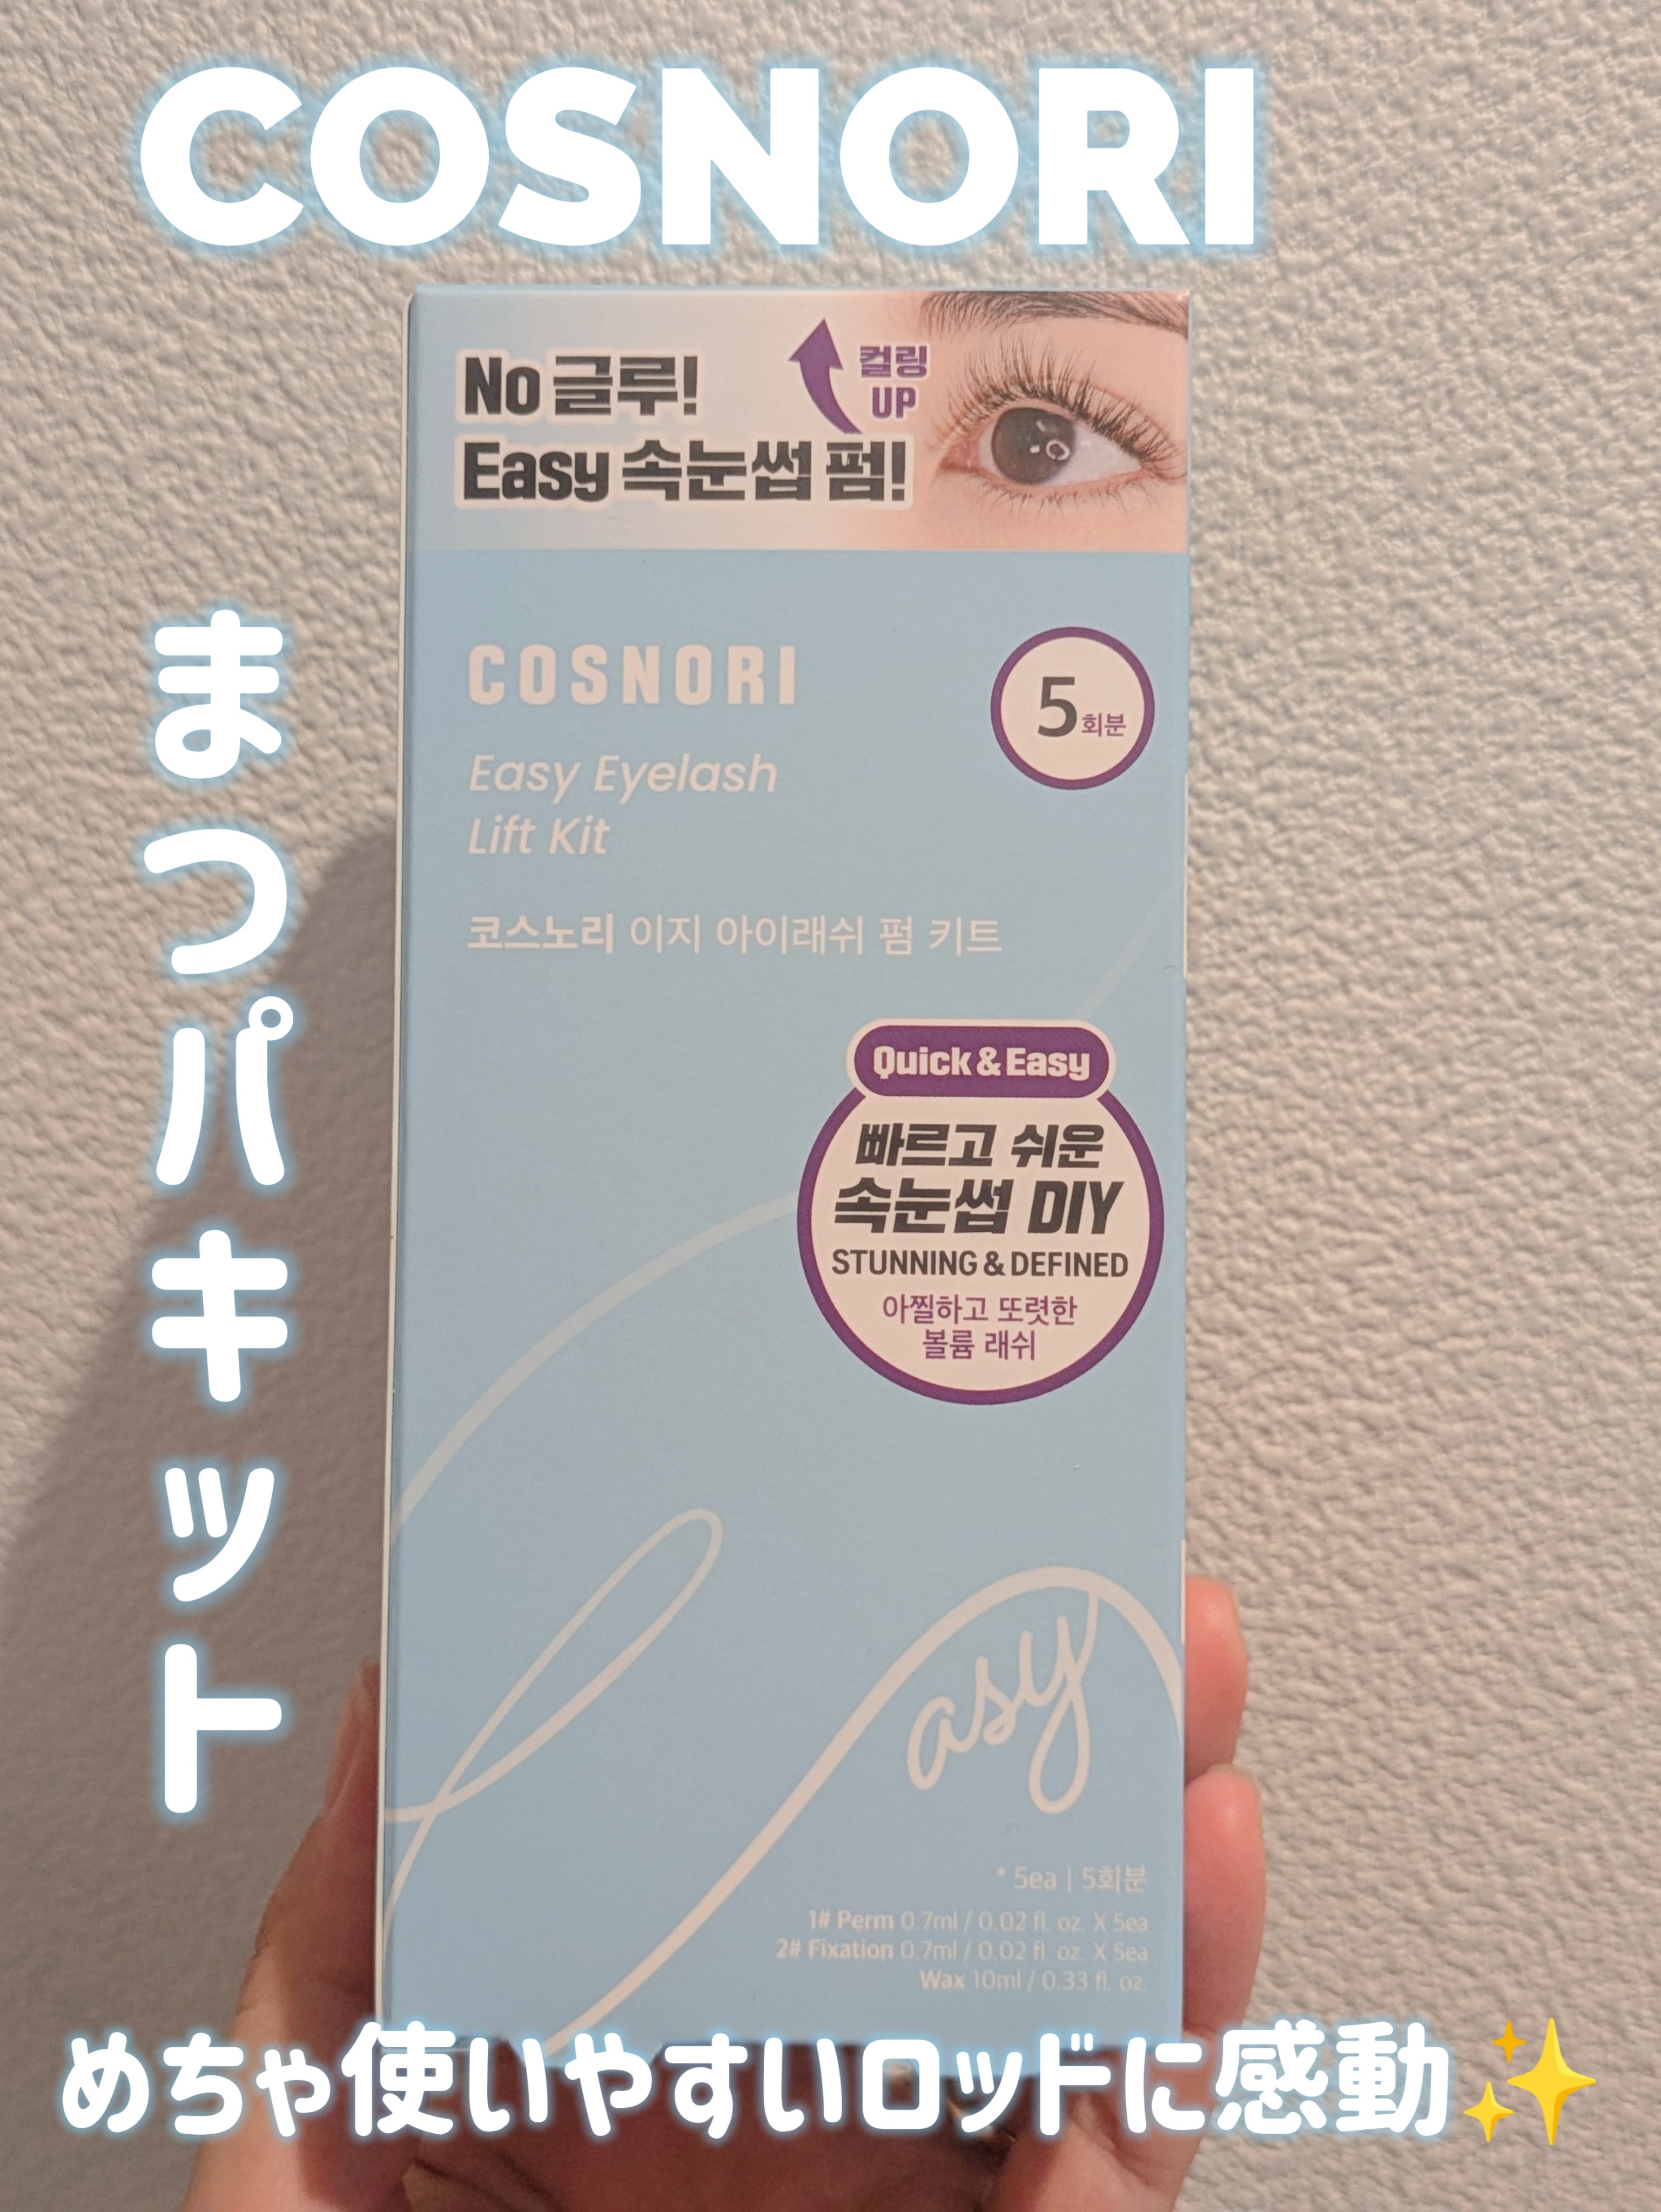 COSNORI
No 글루!
Easy 속눈썹 펌!
컬링
UP
COSNORI
5회분
Easy Eyelash
Lift Kit
코스노리 이지 아이래쉬 펌 키트
まつパキット
Quick & Easy
빠르고 쉬운
속눈썹 DIY
STUNNING & DEFINED
아찔하고 또렷한
볼륨 래쉬
Easy
* 5ea | 5회분
1# Perm 0.7ml / 0.02 fl. oz. X 5ea
2# Fixation 0.7ml / 0.02 fl. oz. X 5ea
Wax 10ml / 0.33 fl. oz.
めちゃ使いやすいロッドに感動✨